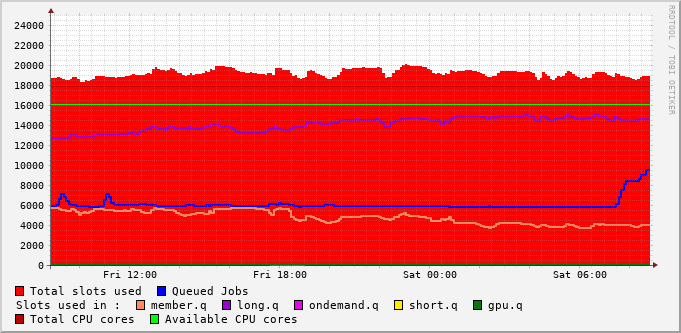 24000
22000
20000
18000
16000
14000
12000
10000
8000
6000
4000
2000
0
Fri 12:00 Fri 18:00 Sat 00:00 Sat 06:00
Total slots used Queued Jobs
Slots used in : member.q long.q ondemand.q short.q gpu.q
Total CPU cores Available CPU cores
RRDTOOL / TOBI OETIKER